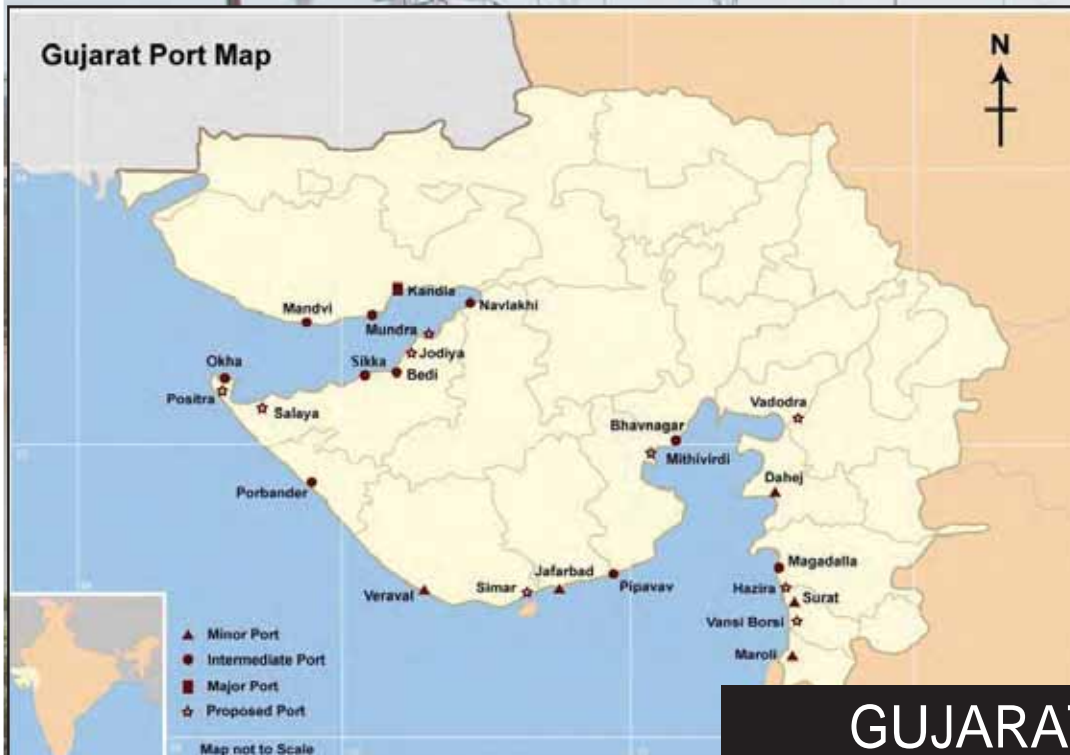 Gujarat Port Map
N
Kandla
Mandvi
Navlakhi
Mundra
Jodiya
Okha
Sikka
Bedi
Positra
Salaya
Vadodra
Bhavnagar
Mithivirdi
Dahej
Porbander
Magadalla
Jafarbad
Simar
Pipavav
Hazira
Veraval
Surat
Vansi Borsi
Maroli
Minor Port
Intermediate Port
Major Port
Proposed Port
Map not to Scale
GUJARAT